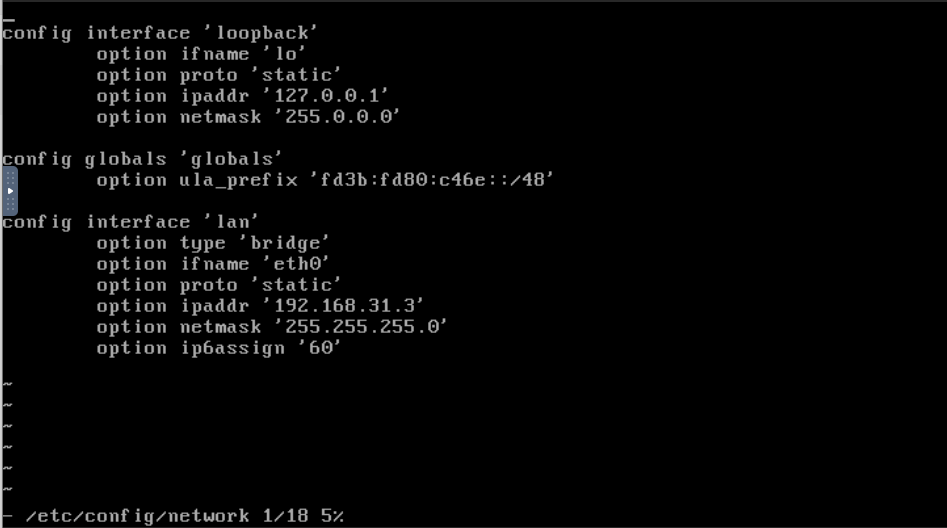 config interface 'loopback'
        option ifname 'lo'
        option proto 'static'
        option ipaddr '127.0.0.1'
        option netmask '255.0.0.0'

config globals 'globals'
        option ula_prefix 'fd3b:fd80:c46e::/48'

config interface 'lan'
        option type 'bridge'
        option ifname 'eth0'
        option proto 'static'
        option ipaddr '192.168.31.3'
        option netmask '255.255.255.0'
        option ip6assign '60'
~
~
~
~
~
~
- /etc/config/network 1/18 5%